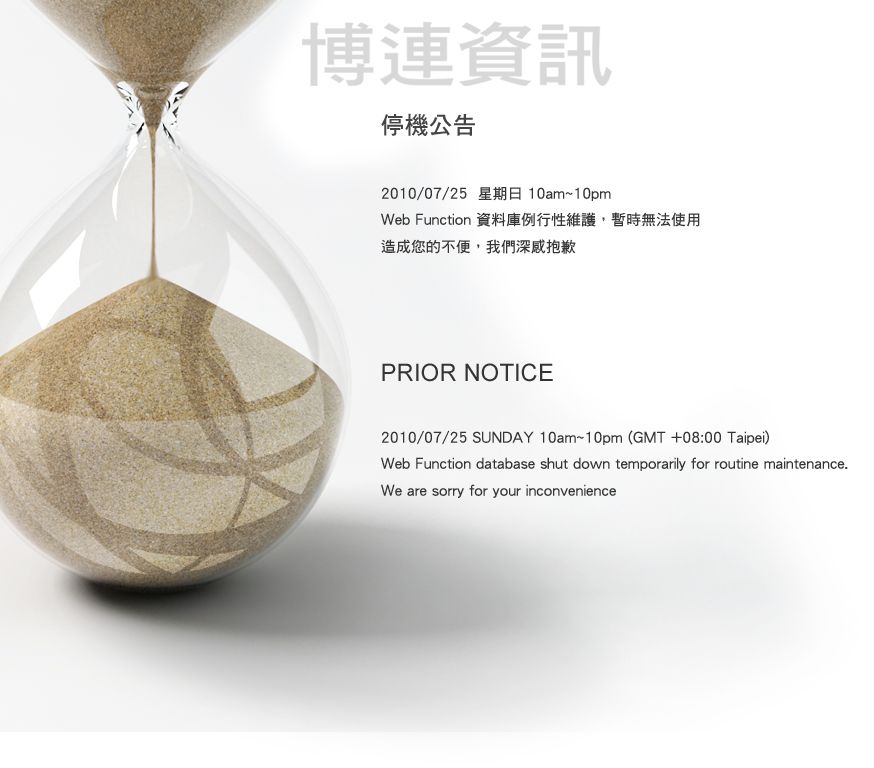 博連資訊
停機公告
2010/07/25 星期日 10am~10pm
Web Function 資料庫例行性維護，暫時無法使用
造成您的不便，我們深感抱歉
PRIOR NOTICE
2010/07/25 SUNDAY 10am~10pm (GMT +08:00 Taipei)
Web Function database shut down temporarily for routine maintenance.
We are sorry for your inconvenience